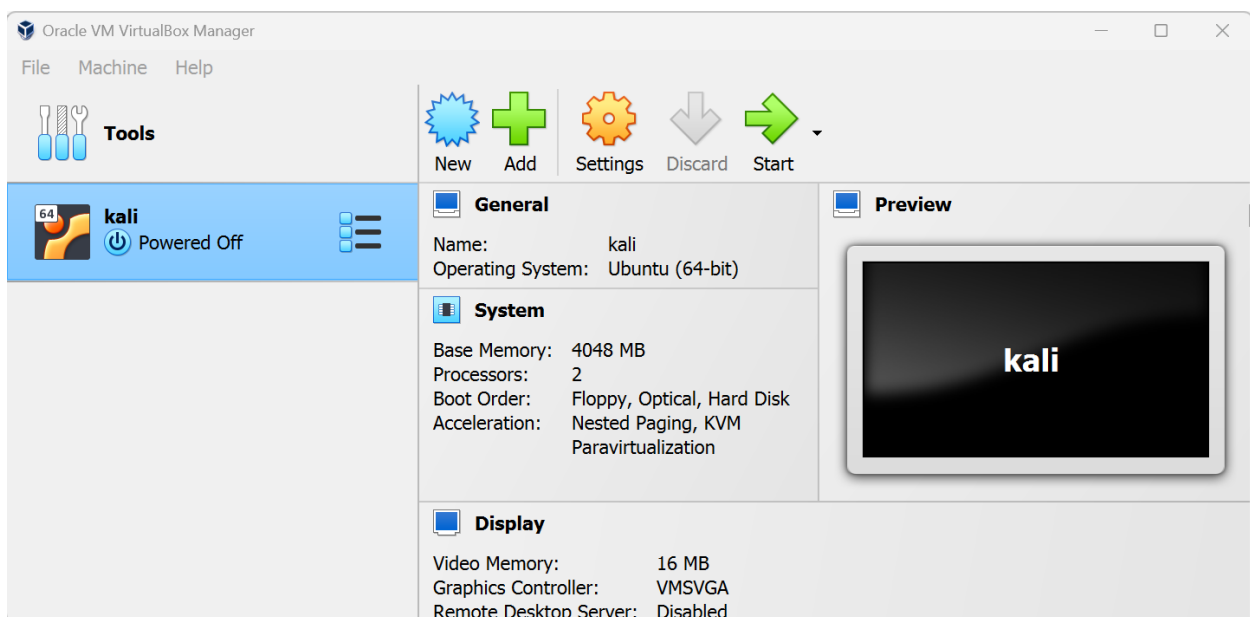 Oracle VM VirtualBox Manager
File Machine Help
Tools
New Add Settings Discard Start
64
kali
Powered Off
General
Name: kali
Operating System: Ubuntu (64-bit)
System
Base Memory: 4048 MB
Processors: 2
Boot Order: Floppy, Optical, Hard Disk
Acceleration: Nested Paging, KVM
Paravirtualization
Preview
kali
Display
Video Memory: 16 MB
Graphics Controller: VMSVGA
Remote Desktop Server: Disabled